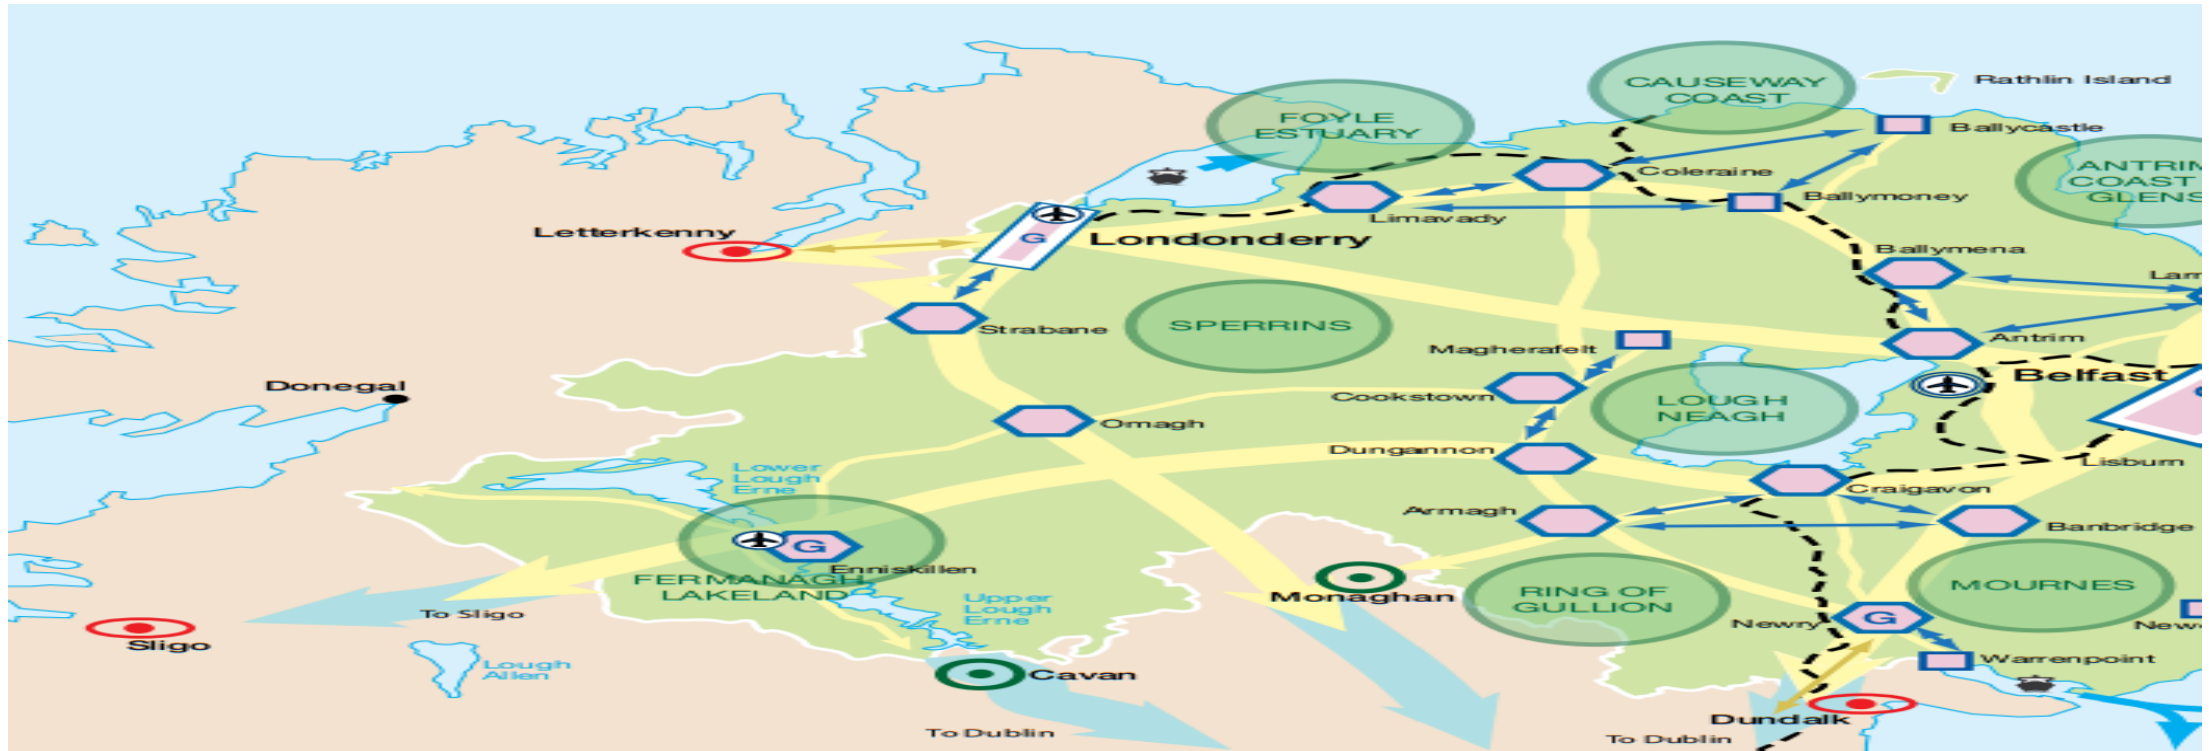 CAUSEWAY
COAST
Rathlin Island
FOYLE
ESTUARY
Ballycastle
ANTRIM
COAST
GLENS
Coleraine
Ballymoney
Limavady
Letterkenny
G
Londonderry
Ballymena
Strabane
SPERRINS
Magherafelt
Antrim
Donegal
Belfast
Cookstown
LOUGH
NEAGH
Omagh
Dungannon
Lisburn
Lower
Lough
Erne
Craigavon
Armagh
Banbridge
G
Enniskillen
FERMANAGH
LAKELAND
Upper
Lough
Erne
Monaghan
RING OF
GULLION
MOURNES
To Sligo
Sligo
Newry
G
Lough
Allen
Cavan
Warrenpoint
Dundalk
To Dublin
To Dublin